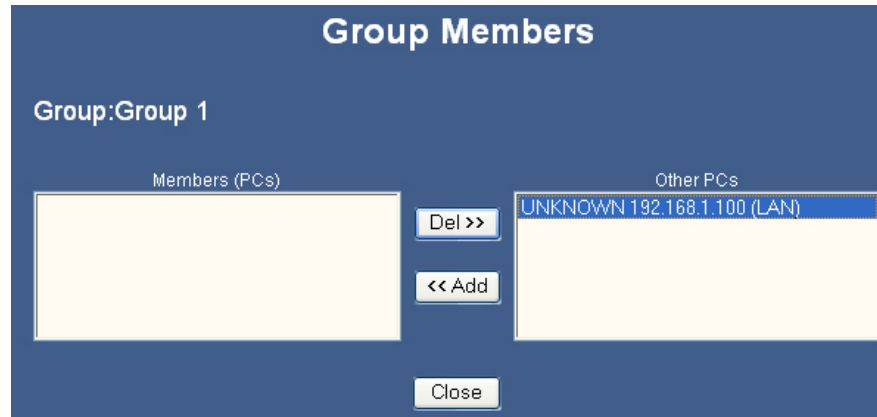 Group Members
Group:Group 1
Members (PCs)
Other PCs
UNKNOWN 192.168.1.100 (LAN)
Del >>
<< Add
Close